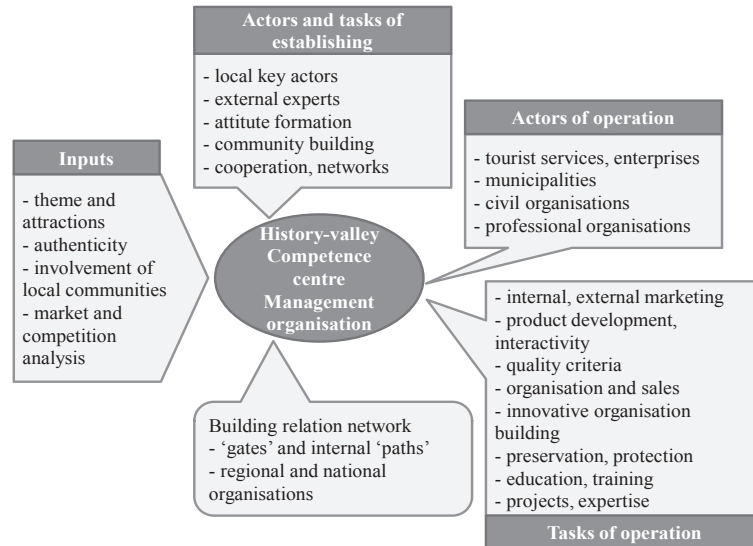 Actors and tasks of
establishing
- local key actors
- external experts
- attitute formation
- community building
- cooperation, networks
Actors of operation
- tourist services, enterprises
- municipalities
- civil organisations
- professional organisations
Inputs
- theme and
attractions
- authenticity
- involvement of
local communities
- market and
competition
analysis
History-valley
Competence
centre
Management
organisation
- internal, external marketing
- product development,
interactivity
- quality criteria
- organisation and sales
- innovative organisation
building
- preservation, protection
- education, training
- projects, expertise
Tasks of operation
Building relation network
- ‘gates’ and internal ‘paths’
- regional and national
organisations